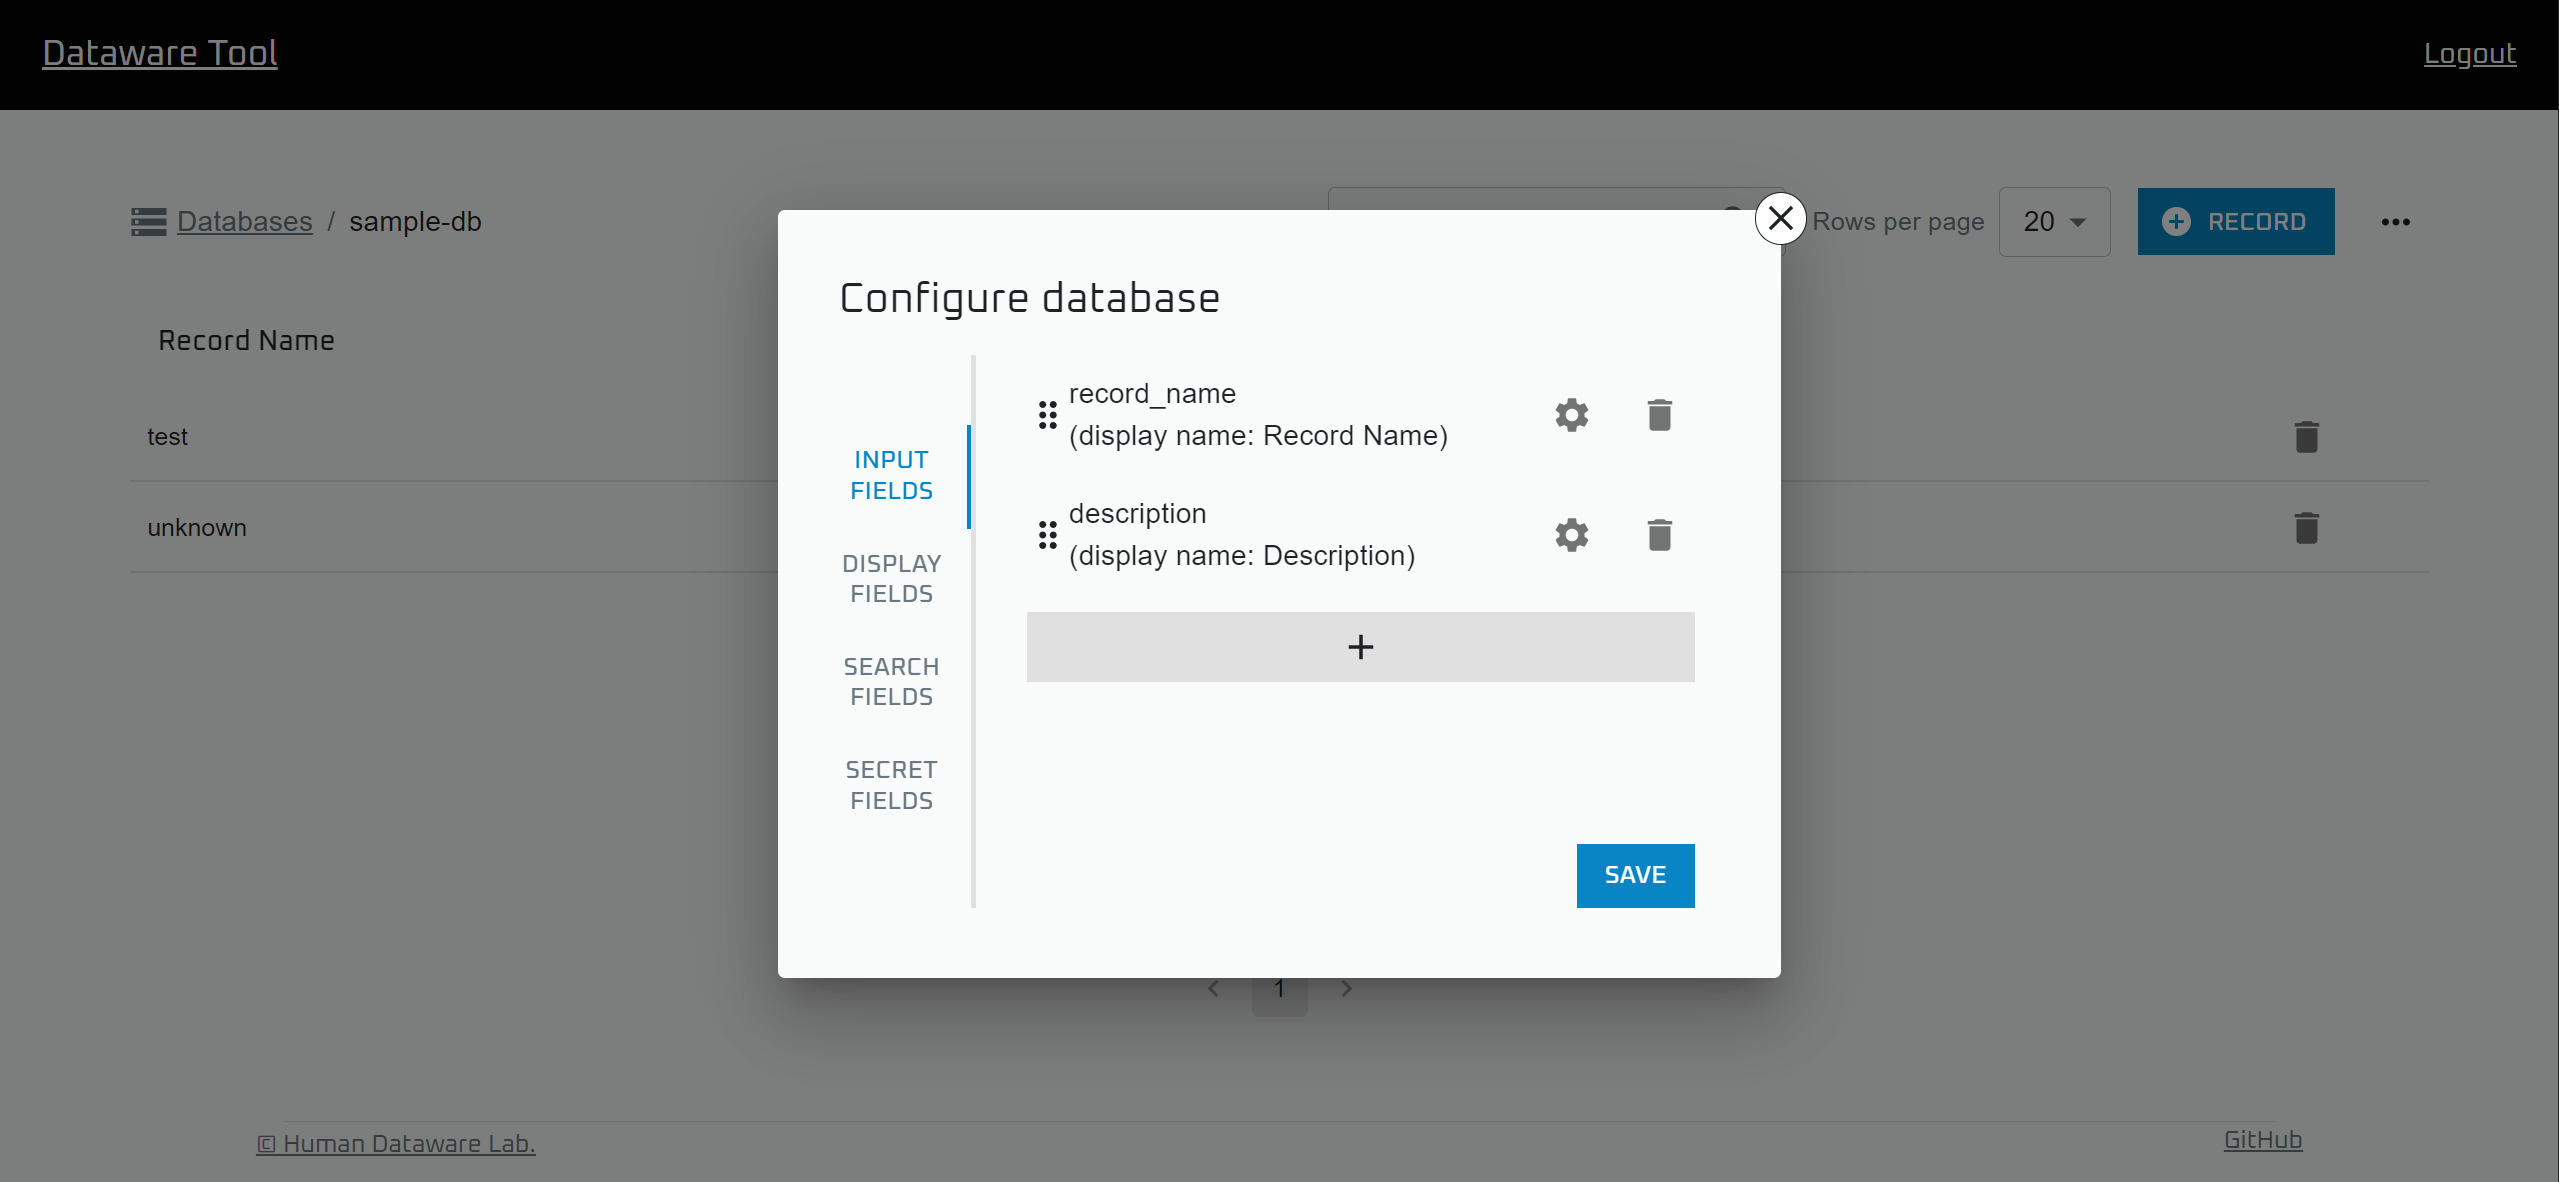 Dataware Tool
Logout
Databases / sample-db
Rows per page
20
RECORD
Record Name
test
unknown
Configure database
INPUT
FIELDS
DISPLAY
FIELDS
SEARCH
FIELDS
SECRET
FIELDS
record_name
(display name: Record Name)
description
(display name: Description)
SAVE
1
© Human Dataware Lab.
GitHub